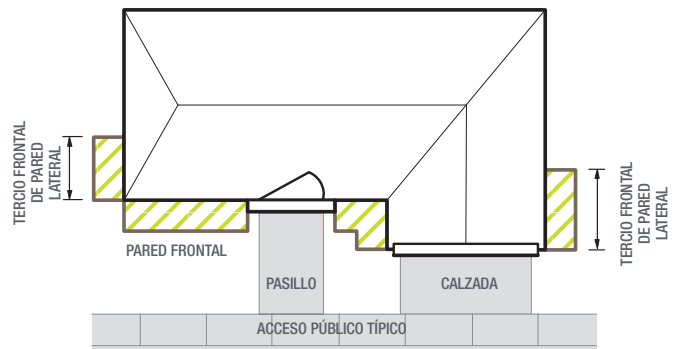 TERCIO FRONTAL
DE PARED
LATERAL
PARED FRONTAL
PASILLO
CALZADA
TERCIO FRONTAL
DE PARED
LATERAL
ACCESO PÚBLICO TÍPICO